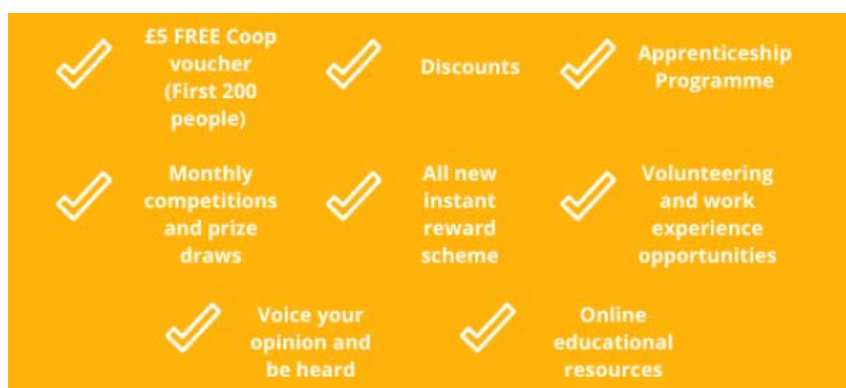 £5 FREE Coop
voucher
(First 200
people)
Discounts
Apprenticeship
Programme
Monthly
competitions
and prize
draws
All new
instant
reward
scheme
Volunteering
and work
experience
opportunities
Voice your
opinion and
be heard
Online
educational
resources